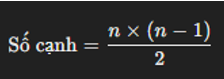 Số cạnh = n × (n − 1) / 2